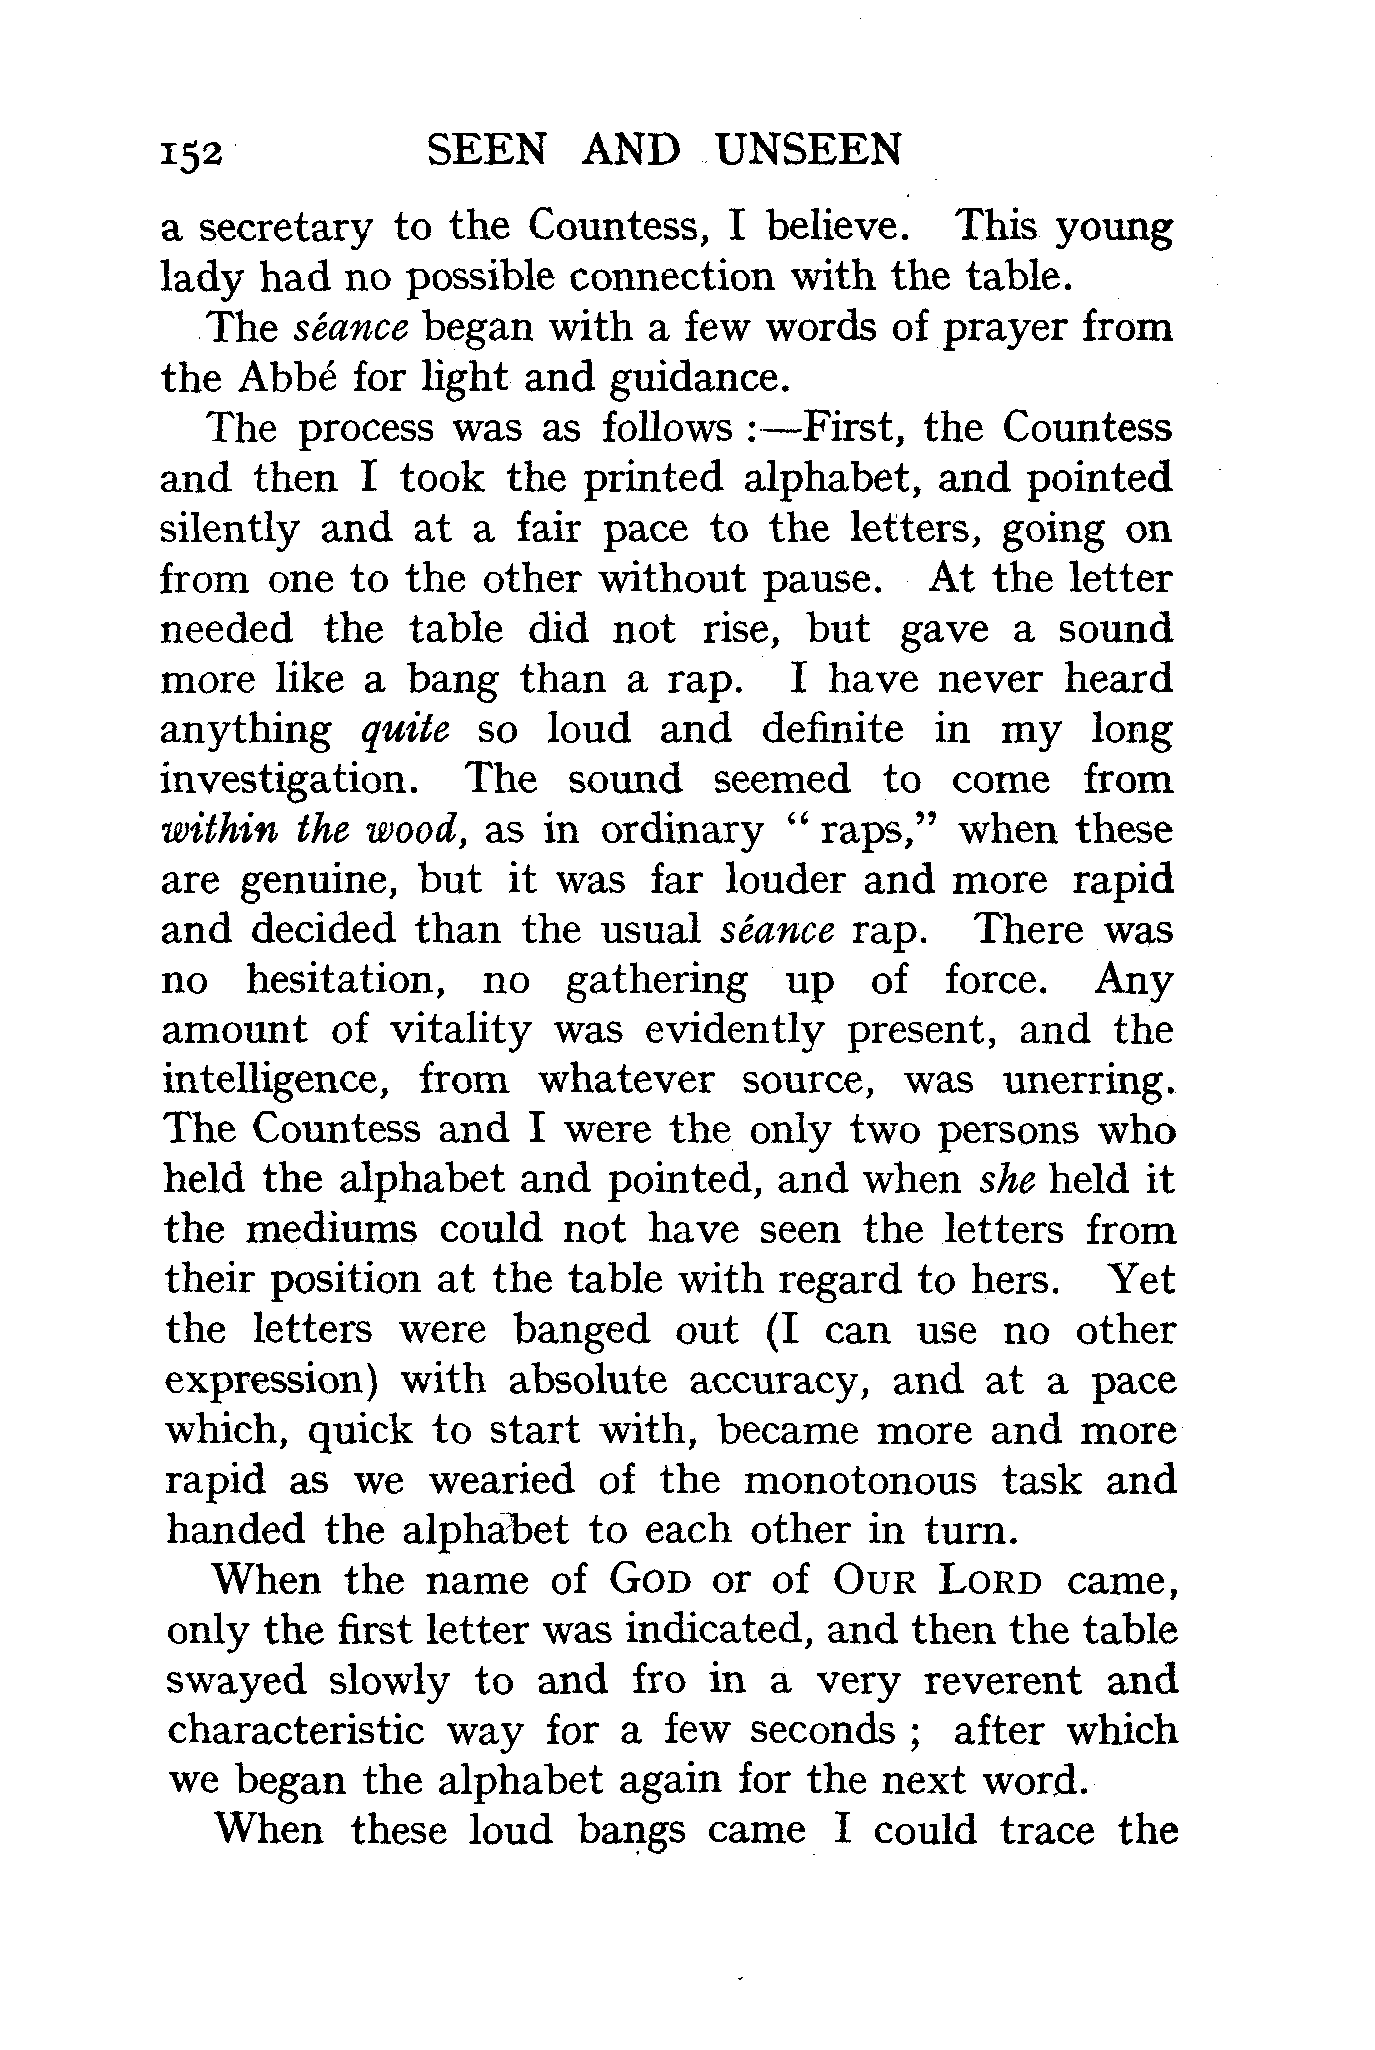 152 SEEN AND UNSEEN
a secretary to the Countess, I believe. This young
lady had no possible connection with the table.
The séance began with a few words of prayer from
the Abbé for light and guidance.
The process was as follows :—First, the Countess
and then I took the printed alphabet, and pointed
silently and at a fair pace to the letters, going on
from one to the other without pause. At the letter
needed the table did not rise, but gave a sound
more like a bang than a rap. I have never heard
anything quite so loud and definite in my long
investigation. The sound seemed to come from
within the wood, as in ordinary “ raps,” when these
are genuine, but it was far louder and more rapid
and decided than the usual séance rap. There was
no hesitation, no gathering up of force. Any
amount of vitality was evidently present, and the
intelligence, from whatever source, was unerring.
The Countess and I were the only two persons who
held the alphabet and pointed, and when she held it
the mediums could not have seen the letters from
their position at the table with regard to hers. Yet
the letters were banged out (I can use no other
expression) with absolute accuracy, and at a pace
which, quick to start with, became more and more
rapid as we wearied of the monotonous task and
handed the alphabet to each other in turn.
When the name of GOD or of OUR LORD came,
only the first letter was indicated, and then the table
swayed slowly to and fro in a very reverent and
characteristic way for a few seconds ; after which
we began the alphabet again for the next word.
When these loud bangs came I could trace the